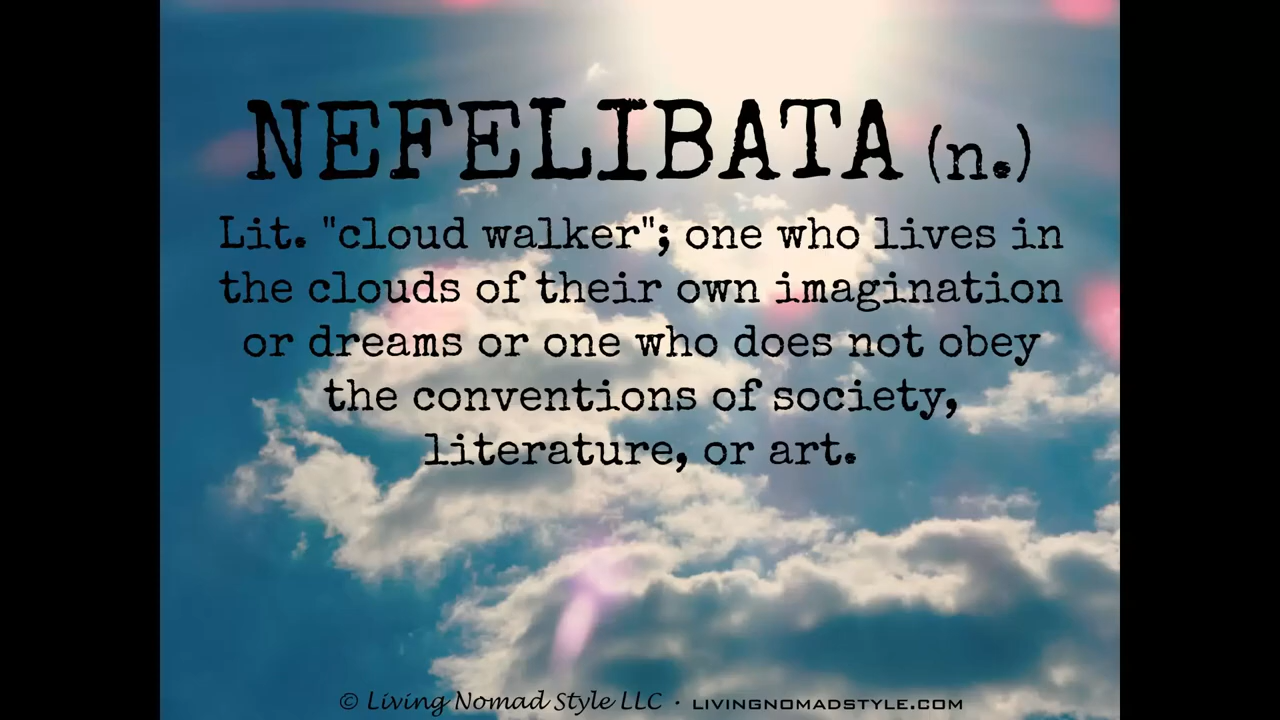 NEFELIBATA (n.)
Lit. "cloud walker"; one who lives in
the clouds of their own imagination
or dreams or one who does not obey
the conventions of society,
literature, or art.
© Living Nomad Style LLC · LIVINGNOMADSTYLE.COM